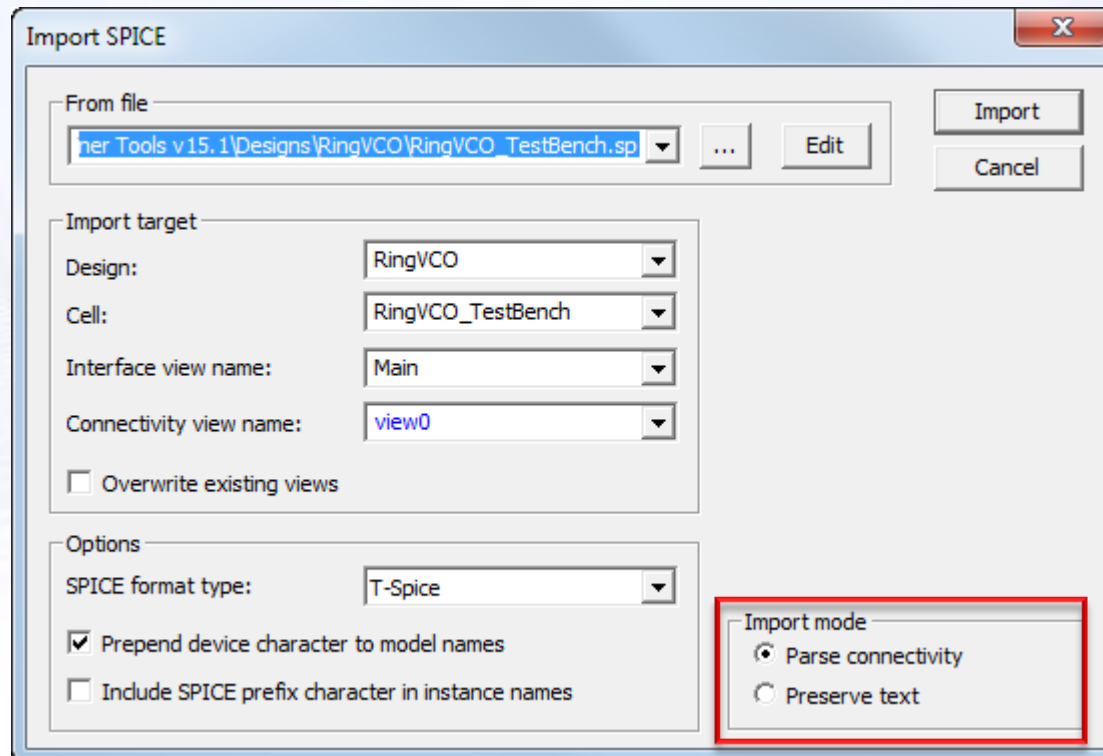 Import SPICE
From file
ner Tools v15.1\Designs\RingVCO\RingVCO_TestBench.sp
...
Edit
Import
Cancel
Import target
Design:
RingVCO
Cell:
RingVCO_TestBench
Interface view name:
Main
Connectivity view name:
view0
Overwrite existing views
Options
SPICE format type:
T-Spice
Prepend device character to model names
Include SPICE prefix character in instance names
Import mode
Parse connectivity
Preserve text